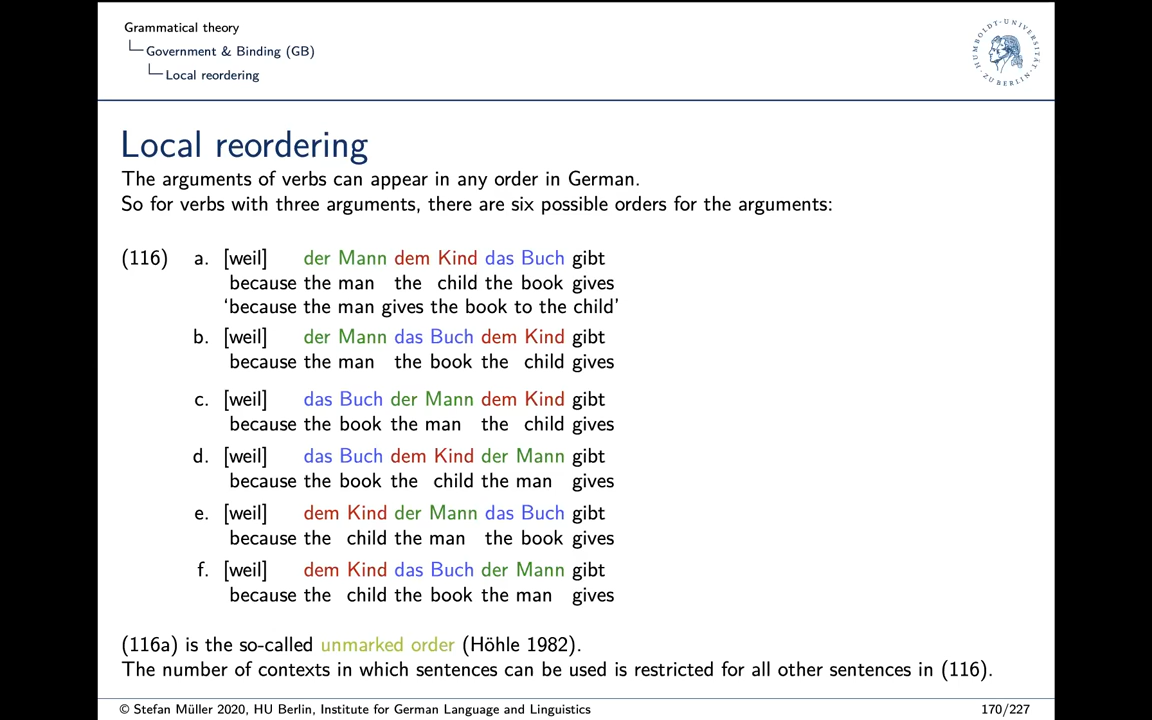 Grammatical theory
Government & Binding (GB)
Local reordering
HUMBOLDT-UNIVERSITÄT ZU BERLIN
Local reordering
The arguments of verbs can appear in any order in German.
So for verbs with three arguments, there are six possible orders for the arguments:
(116) a. [weil] der Mann dem Kind das Buch gibt
because the man the child the book gives
‘because the man gives the book to the child’
b. [weil] der Mann das Buch dem Kind gibt
because the man the book the child gives
c. [weil] das Buch der Mann dem Kind gibt
because the book the man the child gives
d. [weil] das Buch dem Kind der Mann gibt
because the book the child the man gives
e. [weil] dem Kind der Mann das Buch gibt
because the child the man the book gives
f. [weil] dem Kind das Buch der Mann gibt
because the child the book the man gives
(116a) is the so-called unmarked order (Höhle 1982).
The number of contexts in which sentences can be used is restricted for all other sentences in (116).
© Stefan Müller 2020, HU Berlin, Institute for German Language and Linguistics 170/227